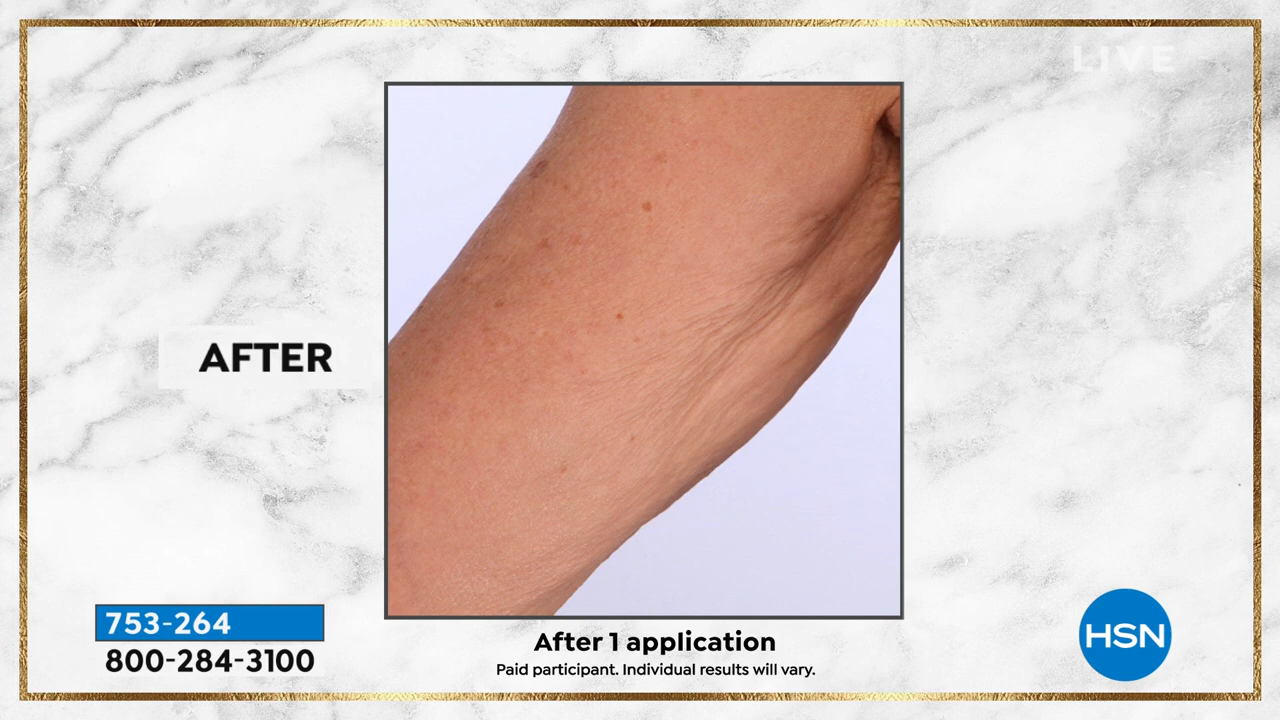 LIVE
AFTER
753-264
800-284-3100
After 1 application
Paid participant. Individual results will vary.
HSN